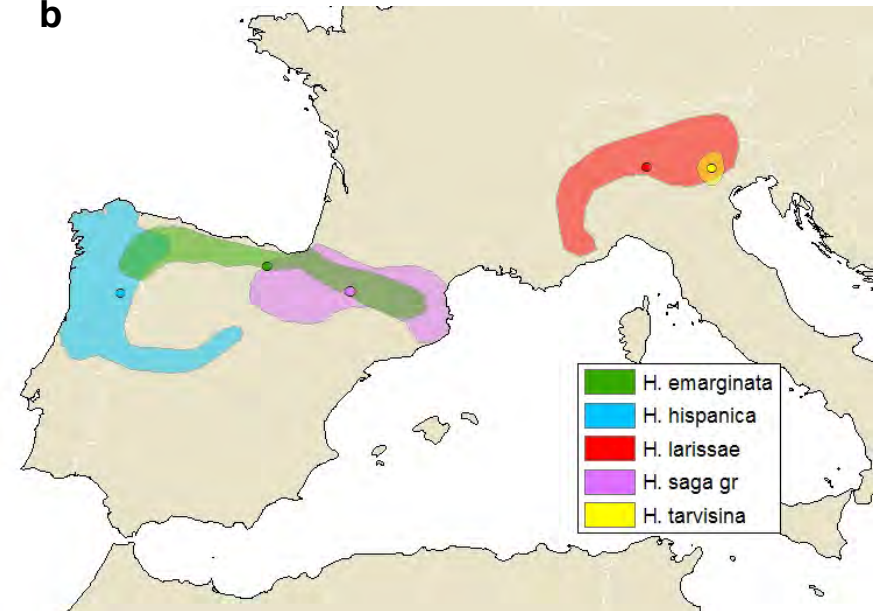 b
H. emarginata
H. hispanica
H. larissae
H. saga gr
H. tarvisina